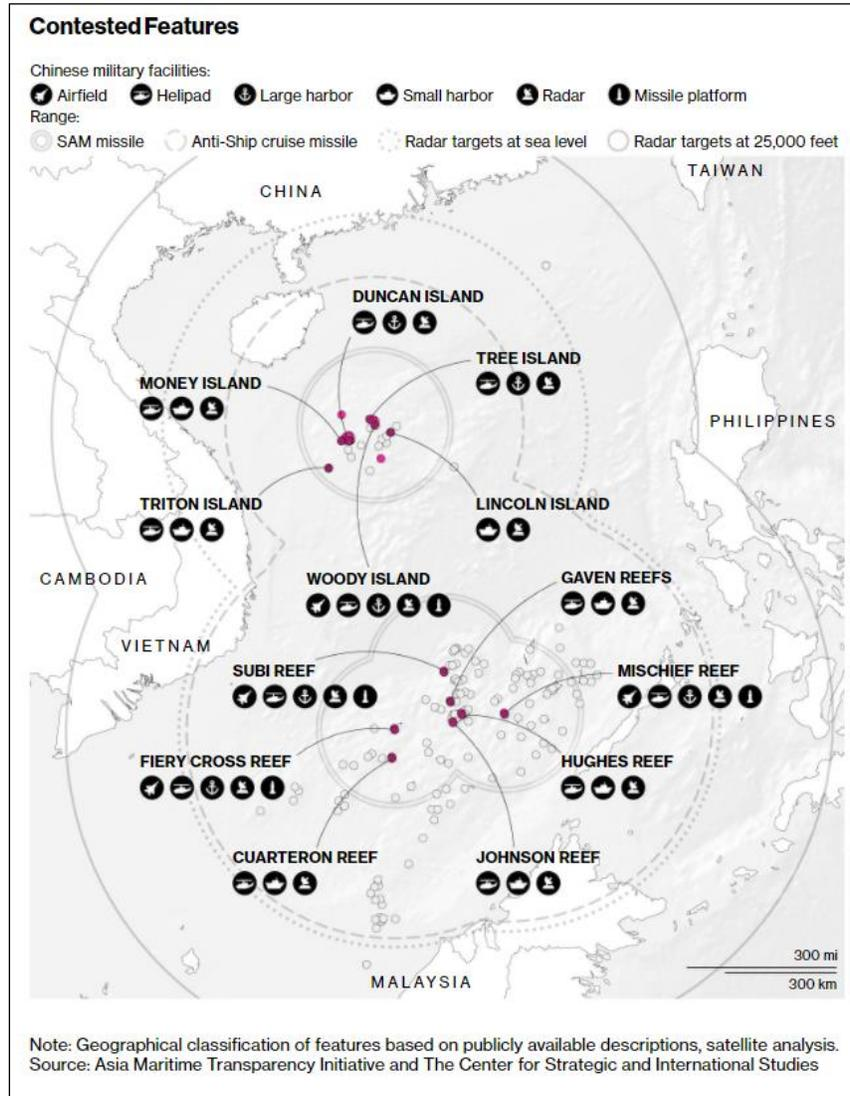 Contested Features
Chinese military facilities:
Airfield Helipad Large harbor Small harbor Radar Missile platform
Range:
SAM missile Anti-Ship cruise missile Radar targets at sea level Radar targets at 25,000 feet
TAIWAN
CHINA
DUNCAN ISLAND
TREE ISLAND
MONEY ISLAND
PHILIPPINES
TRITON ISLAND
LINCOLN ISLAND
WOODY ISLAND
GAVEN REEFS
CAMBODIA
VIETNAM
SUBI REEF
MISCHIEF REEF
FIERY CROSS REEF
HUGHES REEF
CUARTERON REEF
JOHNSON REEF
300 mi
300 km
MALAYSIA
Note: Geographical classification of features based on publicly available descriptions, satellite analysis.
Source: Asia Maritime Transparency Initiative and The Center for Strategic and International Studies